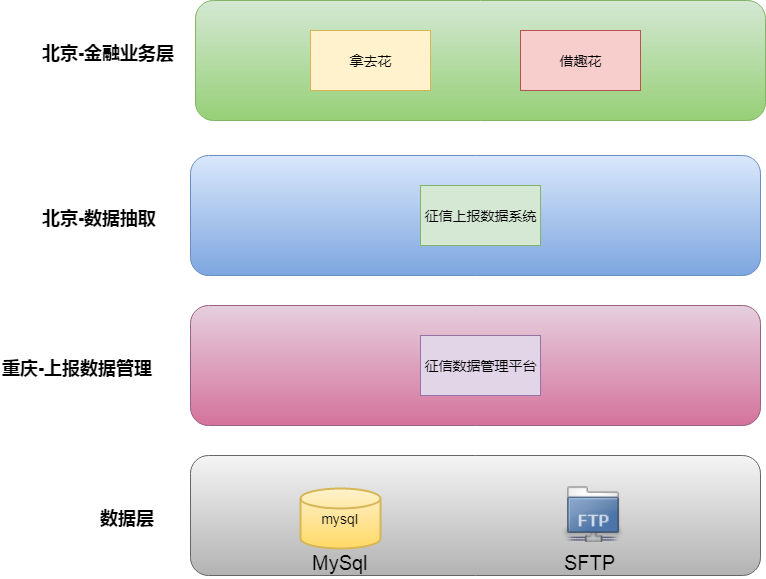 北京-金融业务层
拿去花
借趣花
北京-数据抽取
征信上报数据系统
重庆-上报数据管理
征信数据管理平台
数据层
mysql
FTP
MySql
SFTP